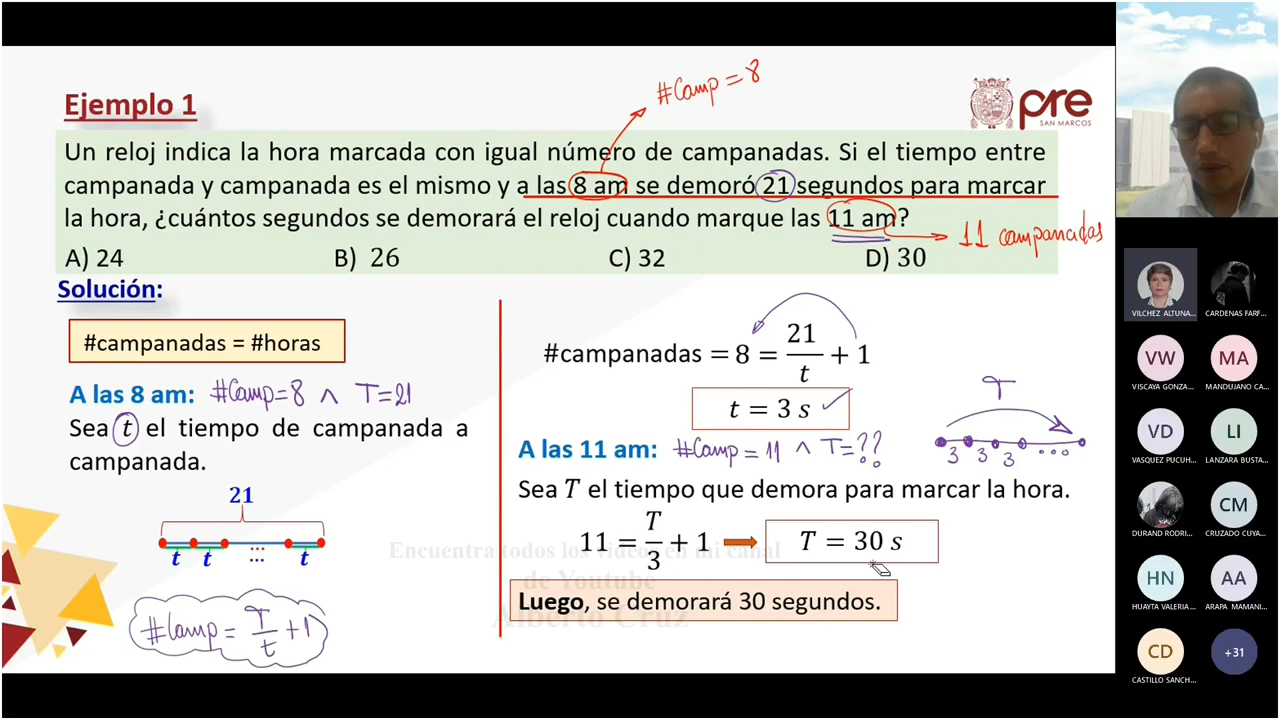 Ejemplo 1
#Camp = 8
pre
SAN MARCOS
Un reloj indica la hora marcada con igual número de campanadas. Si el tiempo entre
campanada y campanada es el mismo y a las 8 am se demoró 21 segundos para marcar
la hora, ¿cuántos segundos se demorará el reloj cuando marque las 11 am?
11 campanadas
A) 24 B) 26 C) 32 D) 30
Solución:
#campanadas = #horas
A las 8 am: #Camp=8 ∧ T=21
Sea t el tiempo de campanada a
campanada.
21
t t ... ... t
#Camp = T/t + 1
#campanadas = 8 = 21/t + 1
t = 3 s
A las 11 am: #Camp = 11 ∧ T=??
T
3 3 3 ...
Sea T el tiempo que demora para marcar la hora.
11 = T/3 + 1
T = 30 s
Encuentra todos los videos en mi canal
de Youtube
Alberto Cruz
Luego, se demorará 30 segundos.
VILCHEZ ALTUNA...
CARDENAS FARF...
VW
MA
VISCAYA GONZA...
MANDUJANO CA...
VD
LI
VASQUEZ PUCUH...
LANZARA BUSTA...
CM
DURAND RODRI...
CRUZADO CUYA...
HN
AA
HUAYTA VALERIA...
ARAPA MAMANI...
CD
+31
CASTILLO SANCH...